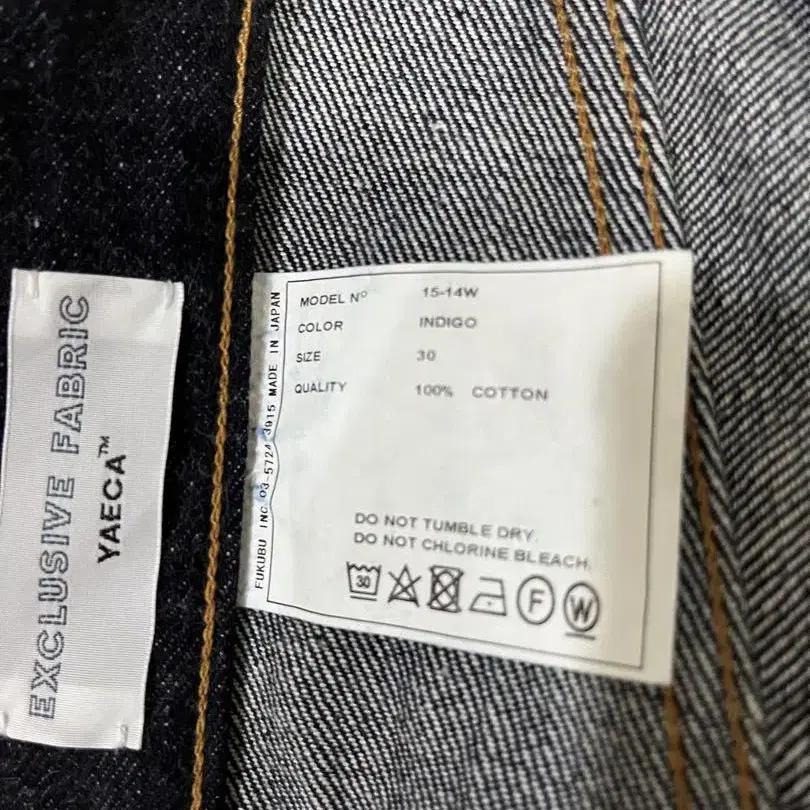 EXCLUSIVE FABRIC
YAECA™
FUKUBU INC. 03-5724 3915 MADE IN JAPAN
MODEL Nº 15-14W
COLOR INDIGO
SIZE 30
QUALITY 100% COTTON
DO NOT TUMBLE DRY.
DO NOT CHLORINE BLEACH.
30 F W